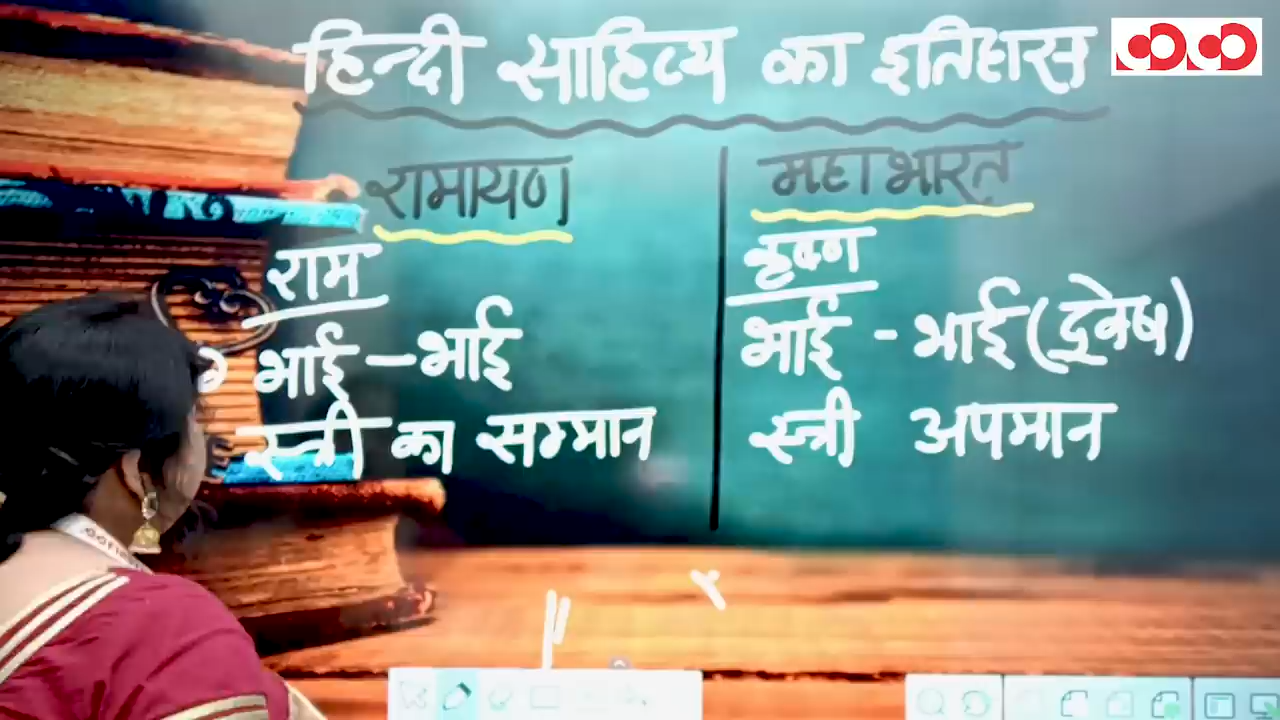 हिन्दी साहित्य का इतिहास
रामायण
राम
भाई – भाई
स्त्री का सम्मान
महाभारत
कृष्ण
भाई - भाई (द्वेष)
स्त्री अपमान